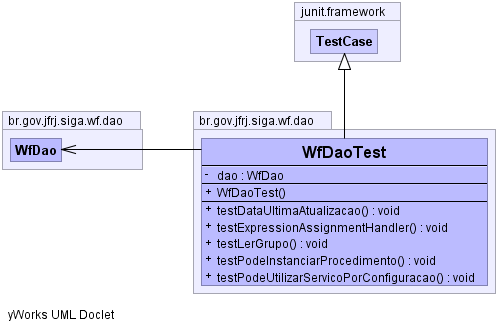 junit.framework
TestCase
br.gov.jfrj.siga.wf.dao
WfDao
br.gov.jfrj.siga.wf.dao
WfDaoTest
- dao : WfDao
+ WfDaoTest()
+ testDataUltimaAtualizacao() : void
+ testExpressionAssignmentHandler() : void
+ testLerGrupo() : void
+ testPodeInstanciarProcedimento() : void
+ testPodeUtilizarServicoPorConfiguracao() : void
yWorks UML Doclet